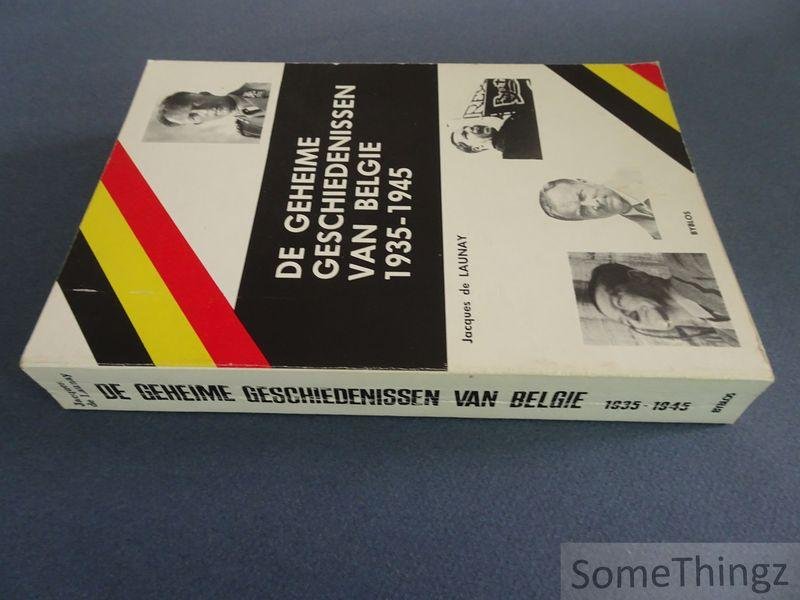 DE GEHEIME
GESCHIEDENISSEN
VAN BELGIE
1935-1945
Jacques de LAUNAY
BYBLOS
Jacques
de Launay
DE GEHEIME GESCHIEDENISSEN VAN BELGIE 1935-1945
SomeThingz